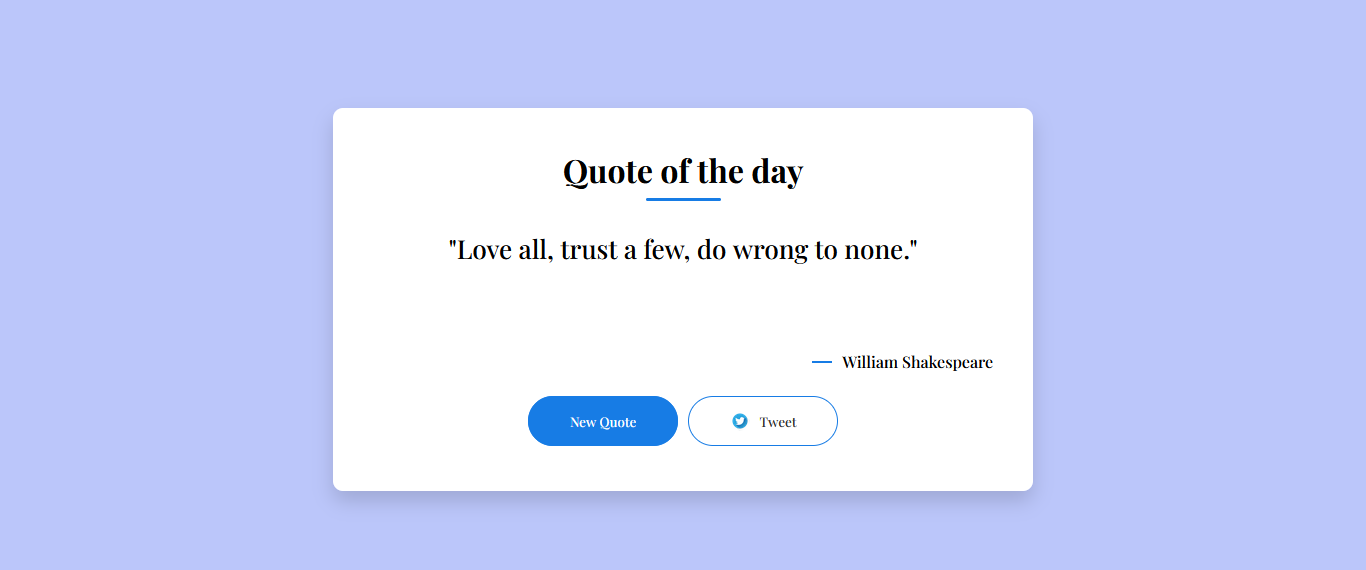 Quote of the day
"Love all, trust a few, do wrong to none."
William Shakespeare
New Quote
Tweet